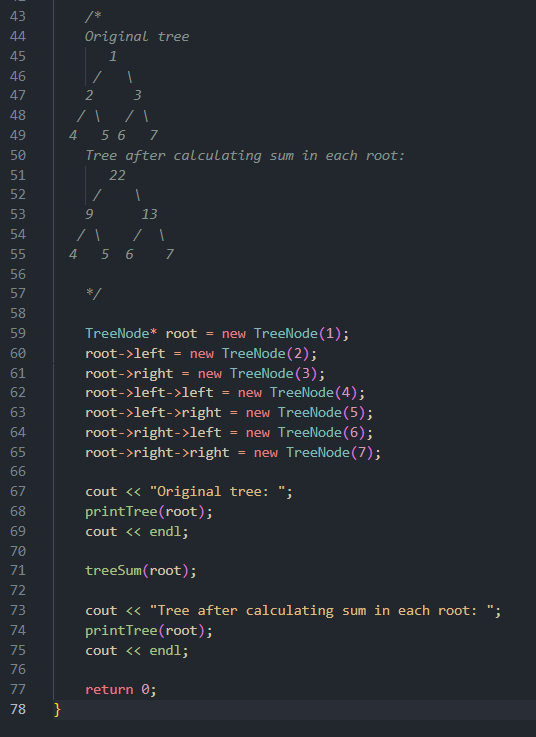 43 /*
44 Original tree
45 1
46 / \
47 2 3
48 / \ / \
49 4 5 6 7
50 Tree after calculating sum in each root:
51 22
52 / \
53 9 13
54 / \ / \
55 4 5 6 7
56
57 */
58
59 TreeNode* root = new TreeNode(1);
60 root->left = new TreeNode(2);
61 root->right = new TreeNode(3);
62 root->left->left = new TreeNode(4);
63 root->left->right = new TreeNode(5);
64 root->right->left = new TreeNode(6);
65 root->right->right = new TreeNode(7);
66
67 cout << "Original tree: ";
68 printTree(root);
69 cout << endl;
70
71 treeSum(root);
72
73 cout << "Tree after calculating sum in each root: ";
74 printTree(root);
75 cout << endl;
76
77 return 0;
78 }